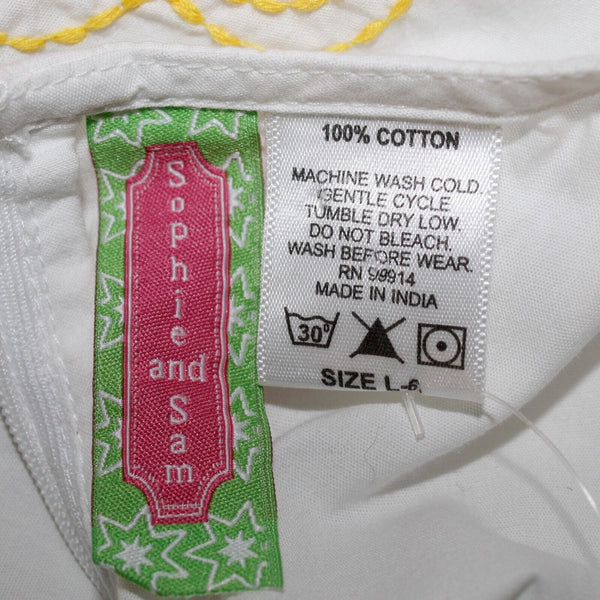 Sophie
and
Sam
100% COTTON
MACHINE WASH COLD.
GENTLE CYCLE
TUMBLE DRY LOW.
DO NOT BLEACH.
WASH BEFORE WEAR.
RN 99914
MADE IN INDIA
30°
SIZE L-6